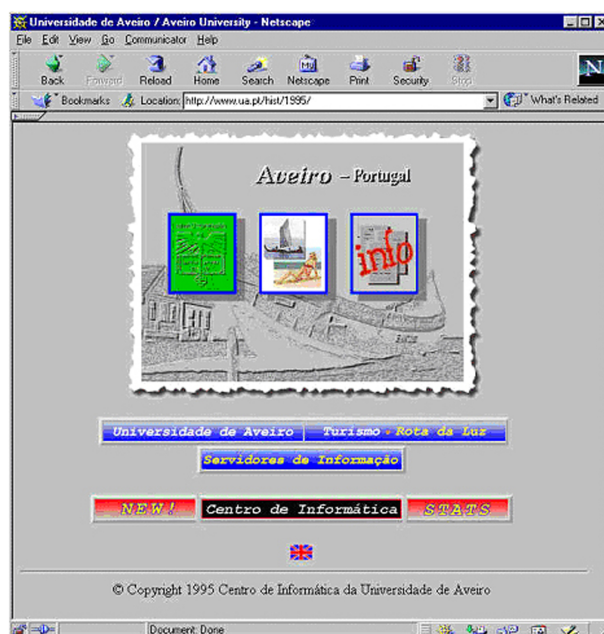 Universidade de Aveiro / Aveiro University - Netscape
File Edit View Go Communicator Help
Back Forward Reload Home Search Netscape Print Security Stop
N
Bookmarks Location: http://www.ua.pt/hist/1995/ What's Related
Aveiro - Portugal
info
Universidade de Aveiro Turismo - Rota da Luz
Servidores de Informação
NEW! Centro de Informática STATS
© Copyright 1995 Centro de Informática da Universidade de Aveiro
Document: Done